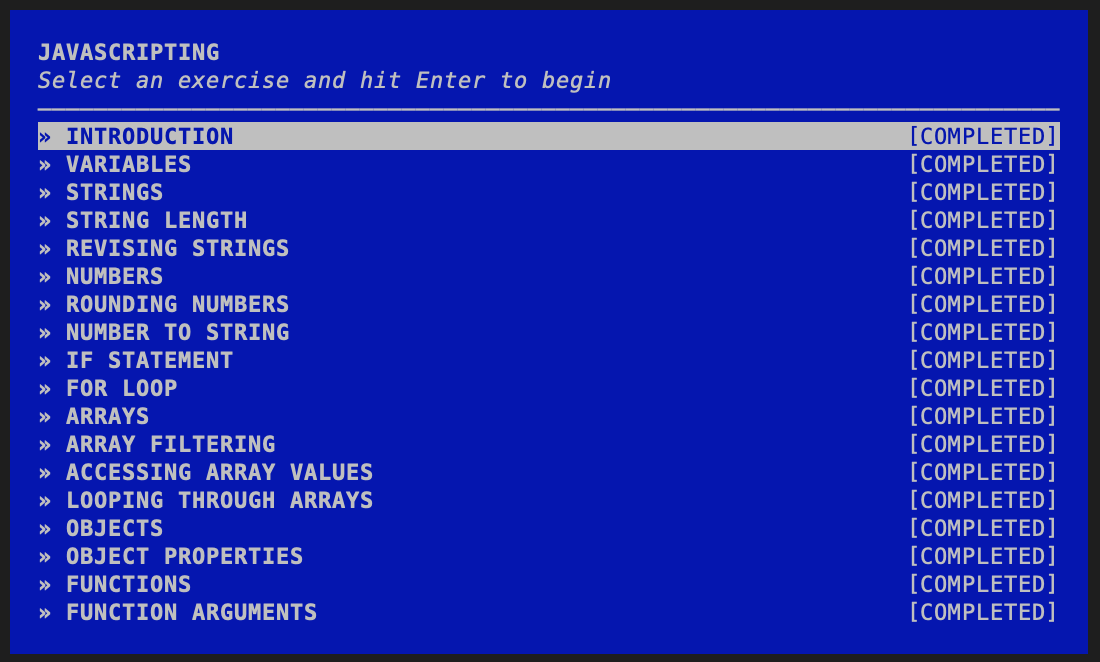 JAVASCRIPTING
Select an exercise and hit Enter to begin
» INTRODUCTION [COMPLETED]
» VARIABLES [COMPLETED]
» STRINGS [COMPLETED]
» STRING LENGTH [COMPLETED]
» REVISING STRINGS [COMPLETED]
» NUMBERS [COMPLETED]
» ROUNDING NUMBERS [COMPLETED]
» NUMBER TO STRING [COMPLETED]
» IF STATEMENT [COMPLETED]
» FOR LOOP [COMPLETED]
» ARRAYS [COMPLETED]
» ARRAY FILTERING [COMPLETED]
» ACCESSING ARRAY VALUES [COMPLETED]
» LOOPING THROUGH ARRAYS [COMPLETED]
» OBJECTS [COMPLETED]
» OBJECT PROPERTIES [COMPLETED]
» FUNCTIONS [COMPLETED]
» FUNCTION ARGUMENTS [COMPLETED]